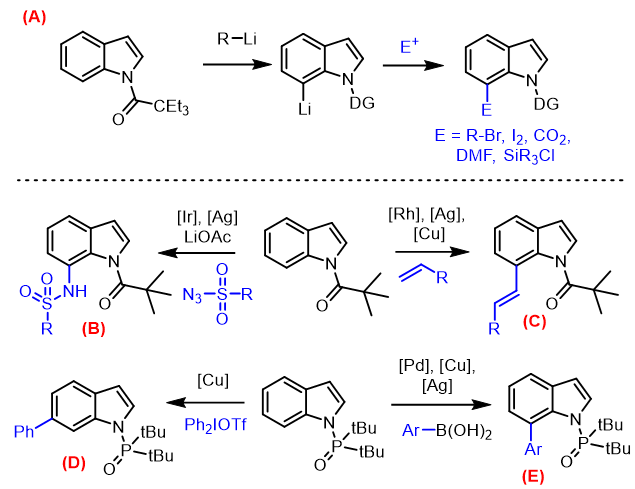 (A)
R–Li
E⁺
N
O
CEt₃
Li
N
DG
E
N
DG
E = R-Br, I₂, CO₂,
DMF, SiR₃Cl
[Ir], [Ag]
LiOAc
N₃ S R
O
O
O
O
S
NH
R
N
O
(B)
N
O
[Rh], [Ag],
[Cu]
R
N
O
R
(C)
[Cu]
Ph₂IOTf
Ph
N
P
O
tBu
tBu
(D)
N
P
O
tBu
tBu
[Pd], [Cu],
[Ag]
Ar–B(OH)₂
N
Ar
P
O
tBu
tBu
(E)